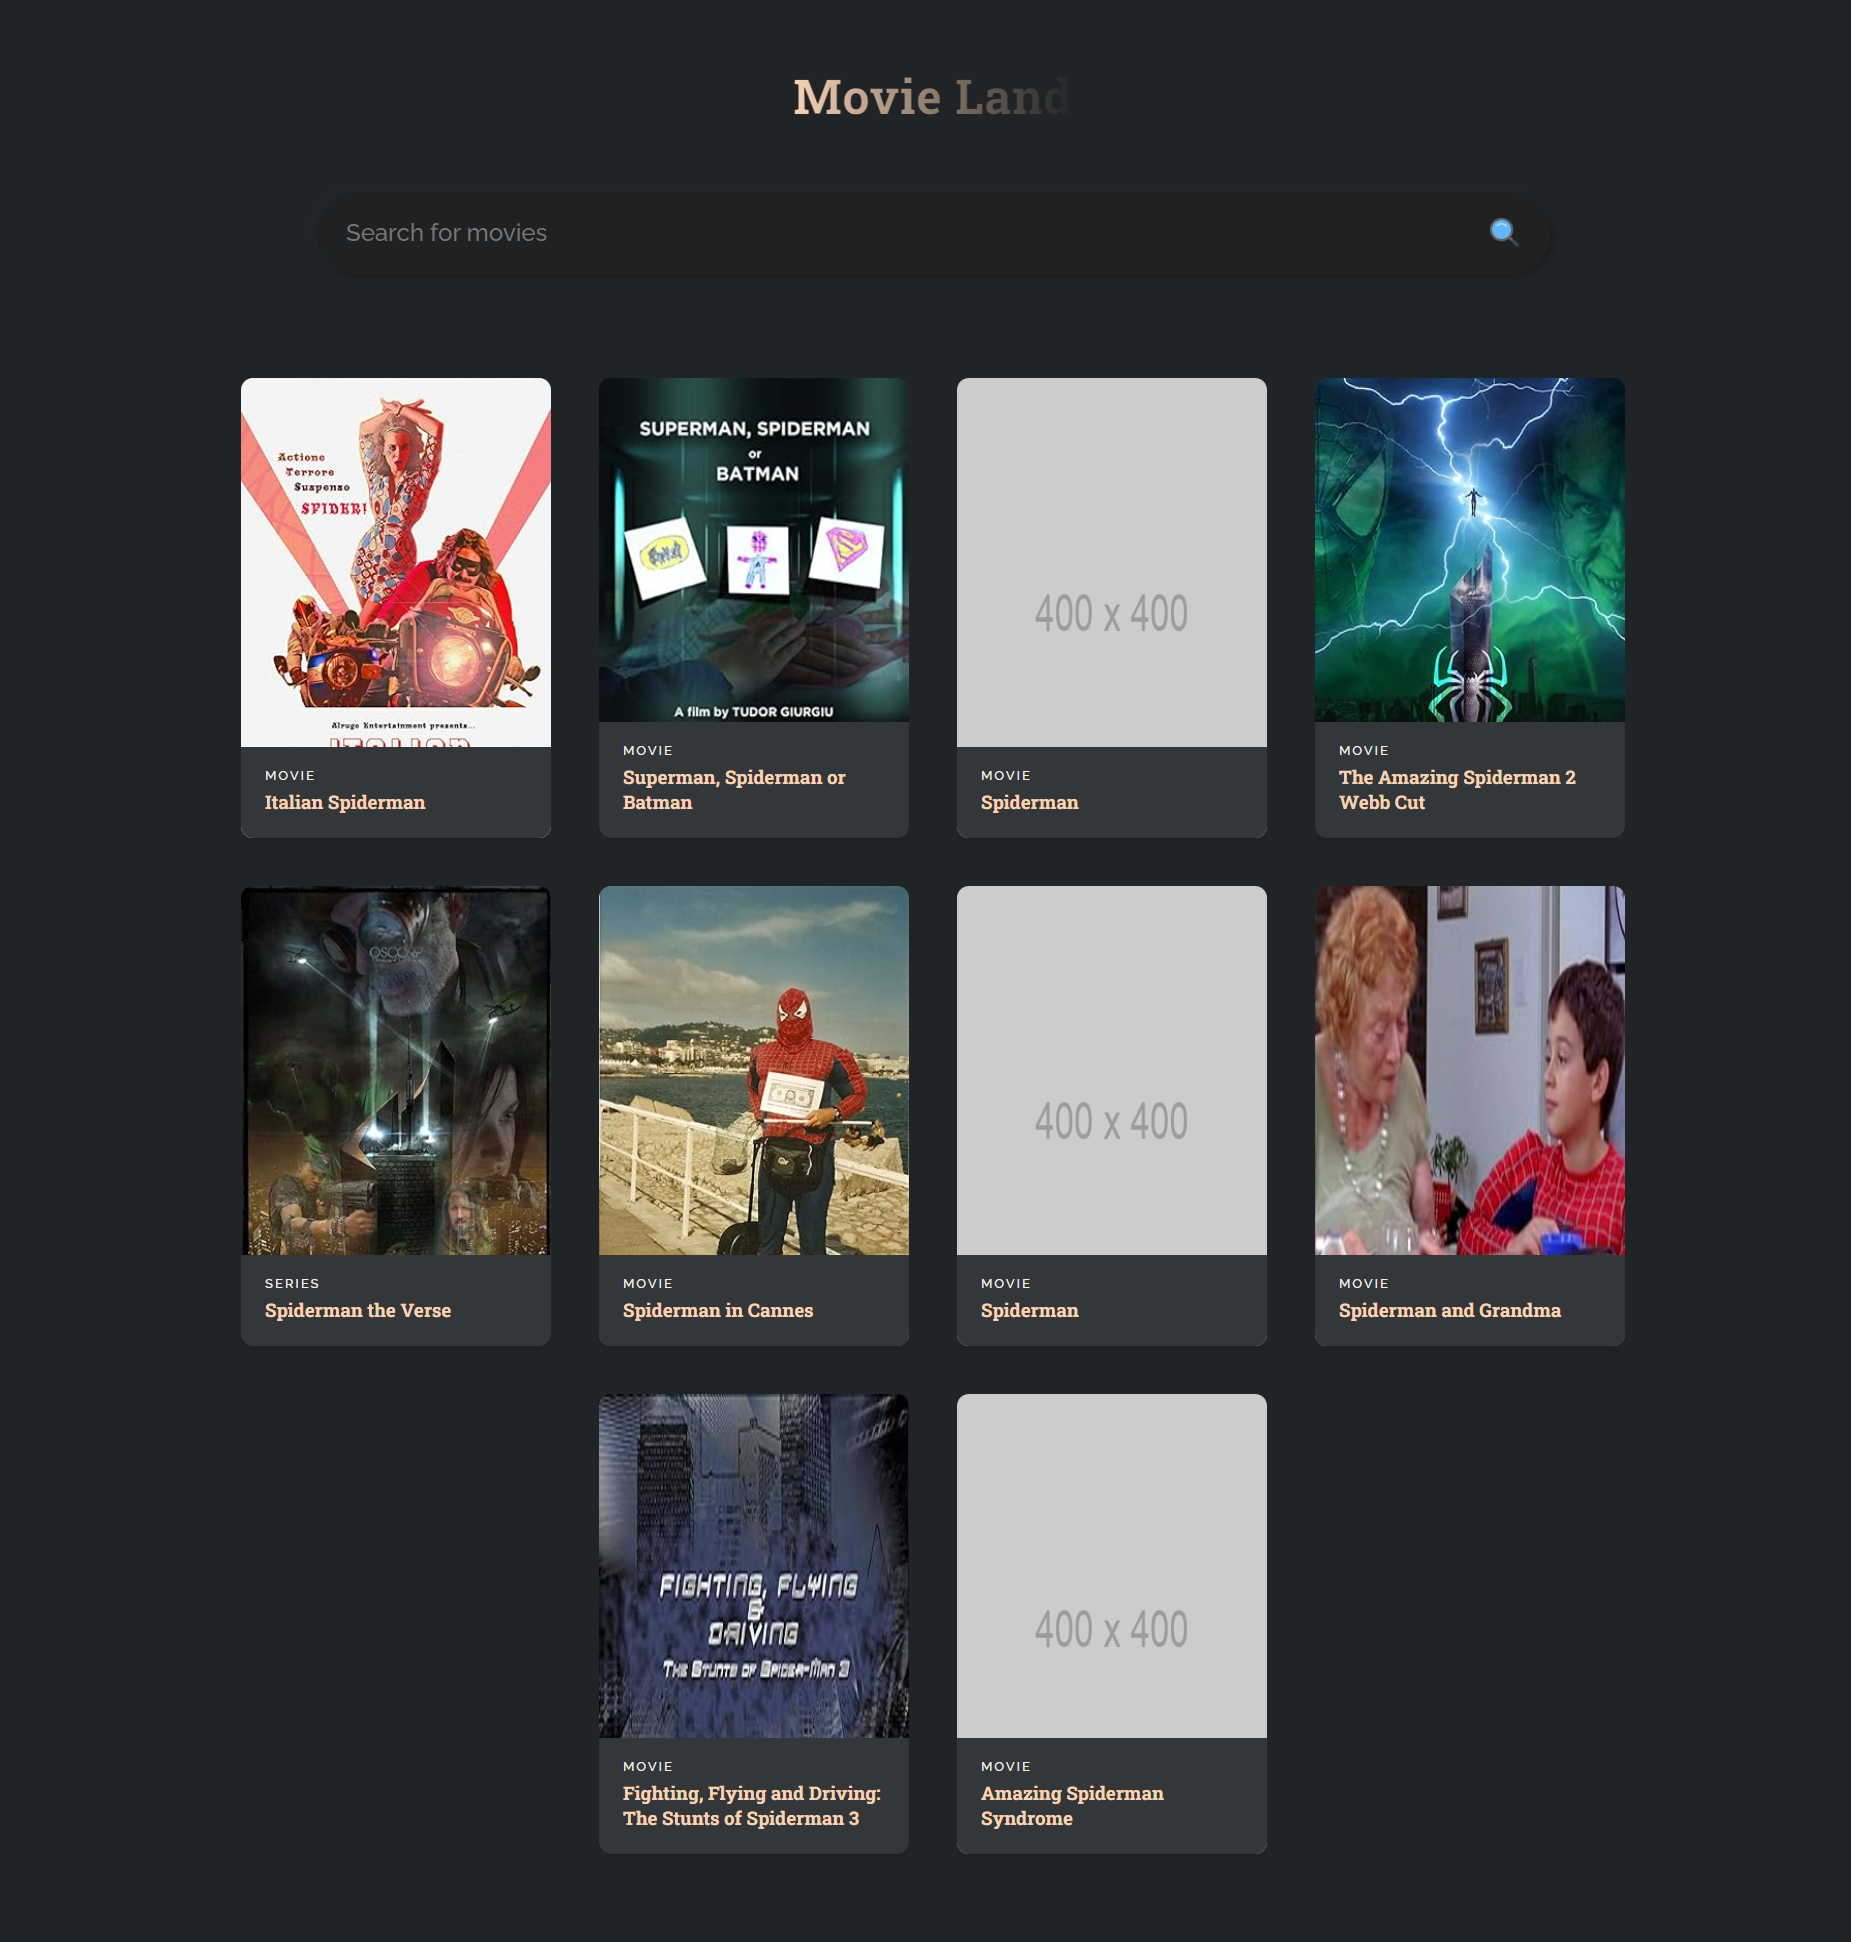 Movie Land
Search for movies
Actione
Terrore
Suspenso
SPIDER!
Alrugo Entertainment presents...
ITALIAN
MOVIE
Italian Spiderman
SUPERMAN, SPIDERMAN
or
BATMAN
A film by TUDOR GIURGIU
MOVIE
Superman, Spiderman or
Batman
400 x 400
MOVIE
Spiderman
MOVIE
The Amazing Spiderman 2
Webb Cut
OSCORP
SERIES
Spiderman the Verse
MOVIE
Spiderman in Cannes
400 x 400
MOVIE
Spiderman
MOVIE
Spiderman and Grandma
FIGHTING, FLYING
&
DRIVING
THE STUNTS OF SPIDER-MAN 3
MOVIE
Fighting, Flying and Driving:
The Stunts of Spiderman 3
400 x 400
MOVIE
Amazing Spiderman
Syndrome